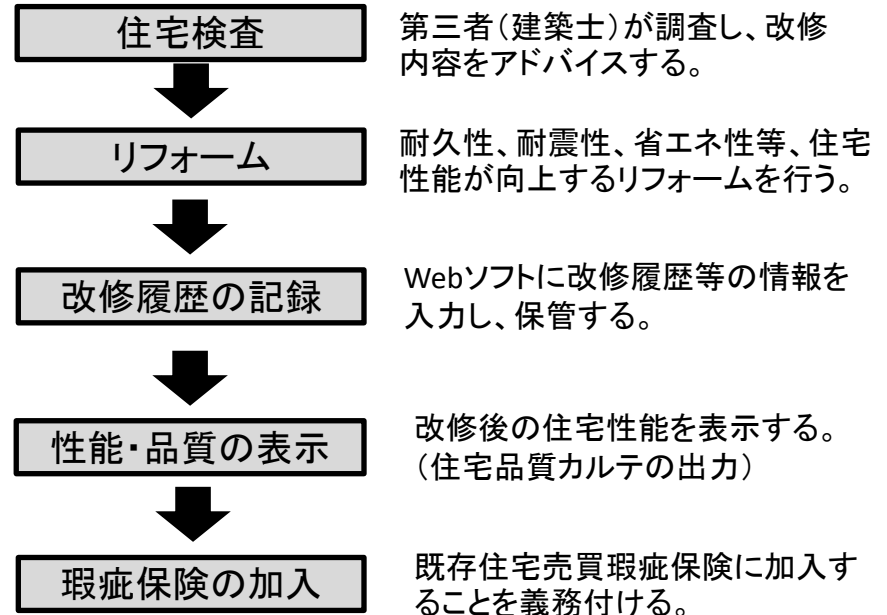 住宅検査
第三者(建築士)が調査し、改修
内容をアドバイスする。
リフォーム
耐久性、耐震性、省エネ性等、住宅
性能が向上するリフォームを行う。
改修履歴の記録
Webソフトに改修履歴等の情報を
入力し、保管する。
性能・品質の表示
改修後の住宅性能を表示する。
(住宅品質カルテの出力)
瑕疵保険の加入
既存住宅売買瑕疵保険に加入す
ることを義務付ける。